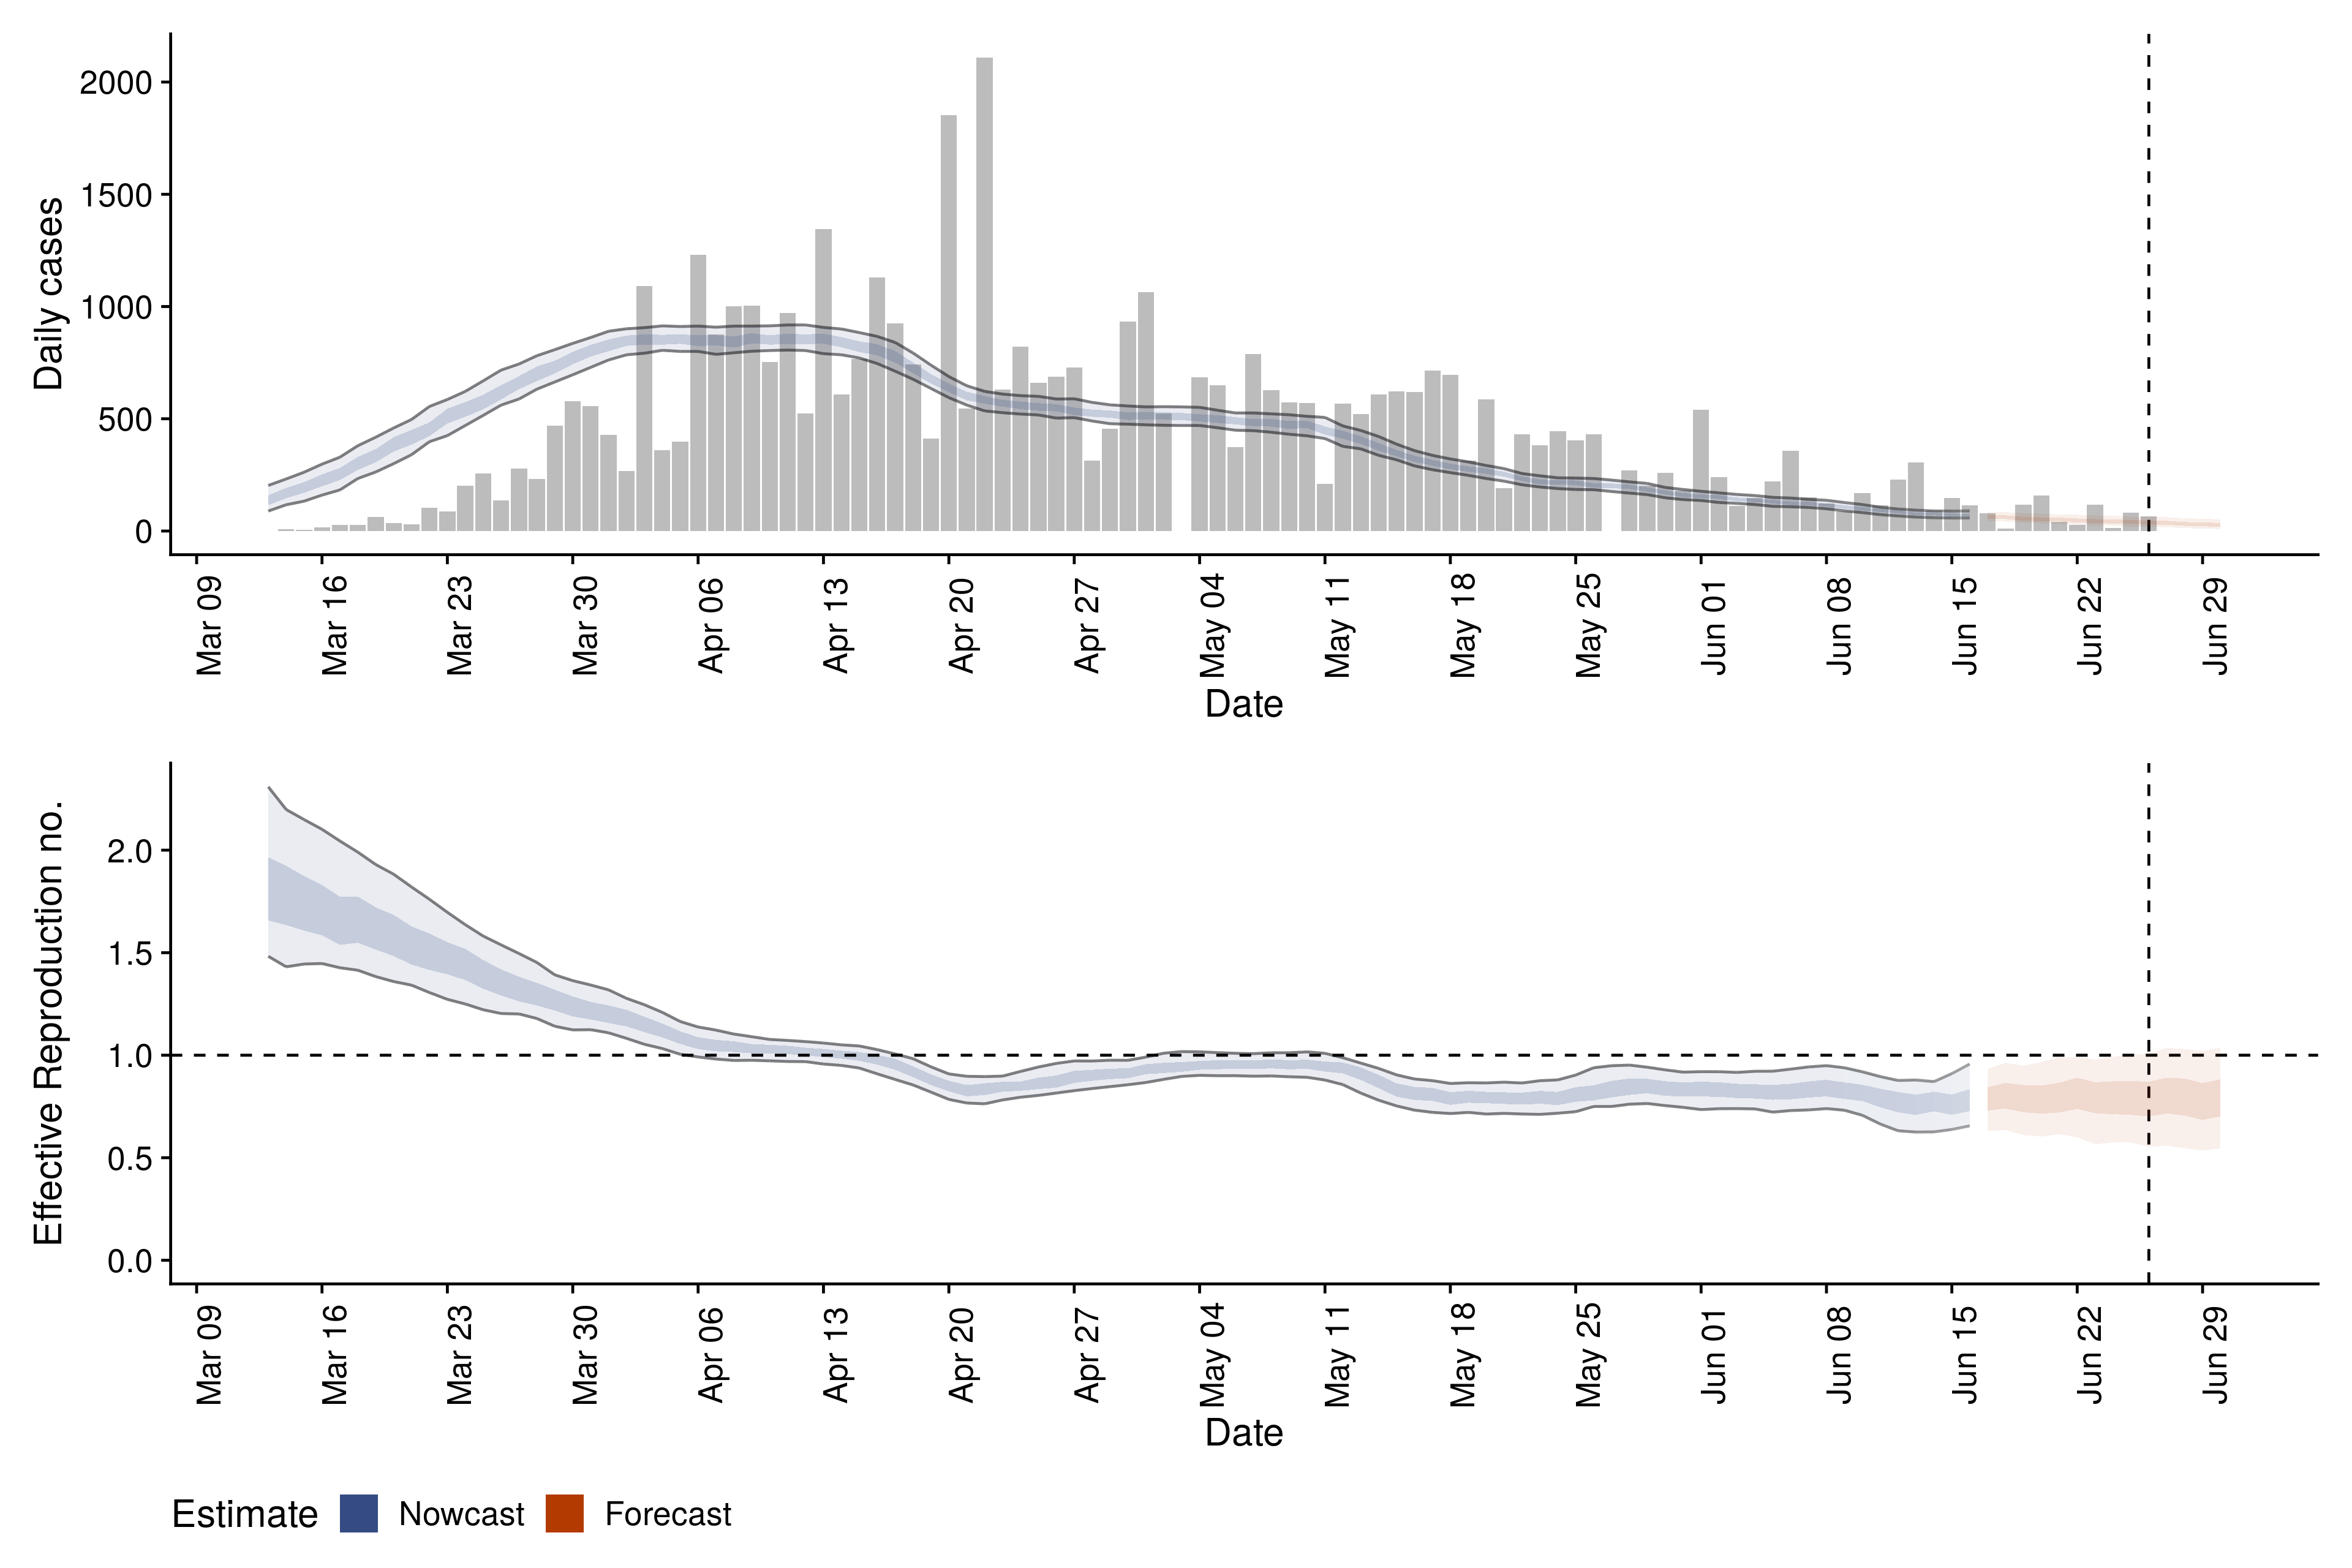 Daily cases
2000
1500
1000
500
0
Mar 09
Mar 16
Mar 23
Mar 30
Apr 06
Apr 13
Apr 20
Apr 27
May 04
May 11
May 18
May 25
Jun 01
Jun 08
Jun 15
Jun 22
Jun 29
Date
Effective Reproduction no.
2.0
1.5
1.0
0.5
0.0
Mar 09
Mar 16
Mar 23
Mar 30
Apr 06
Apr 13
Apr 20
Apr 27
May 04
May 11
May 18
May 25
Jun 01
Jun 08
Jun 15
Jun 22
Jun 29
Date
Estimate Nowcast Forecast